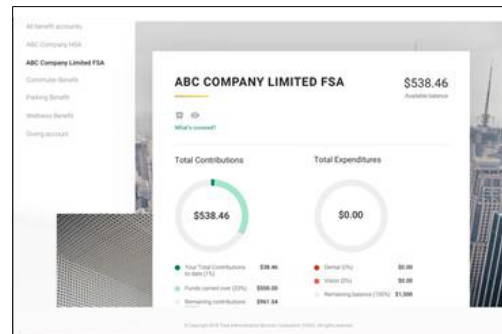 All benefit accounts
ABC Company HSA
ABC Company Limited FSA
Commuter Benefit
Parking Benefit
Wellness Benefit
Giving account
ABC COMPANY LIMITED FSA
$538.46
Available balance
What's covered?
Total Contributions
Total Expenditures
$538.46
$0.00
Your Total Contributions $38.46
to date (1%)
Dental (0%) $0.00
Funds carried over (33%) $500.00
Vision (0%) $0.00
Remaining contributions $961.54
Remaining balance (100%) $1,500